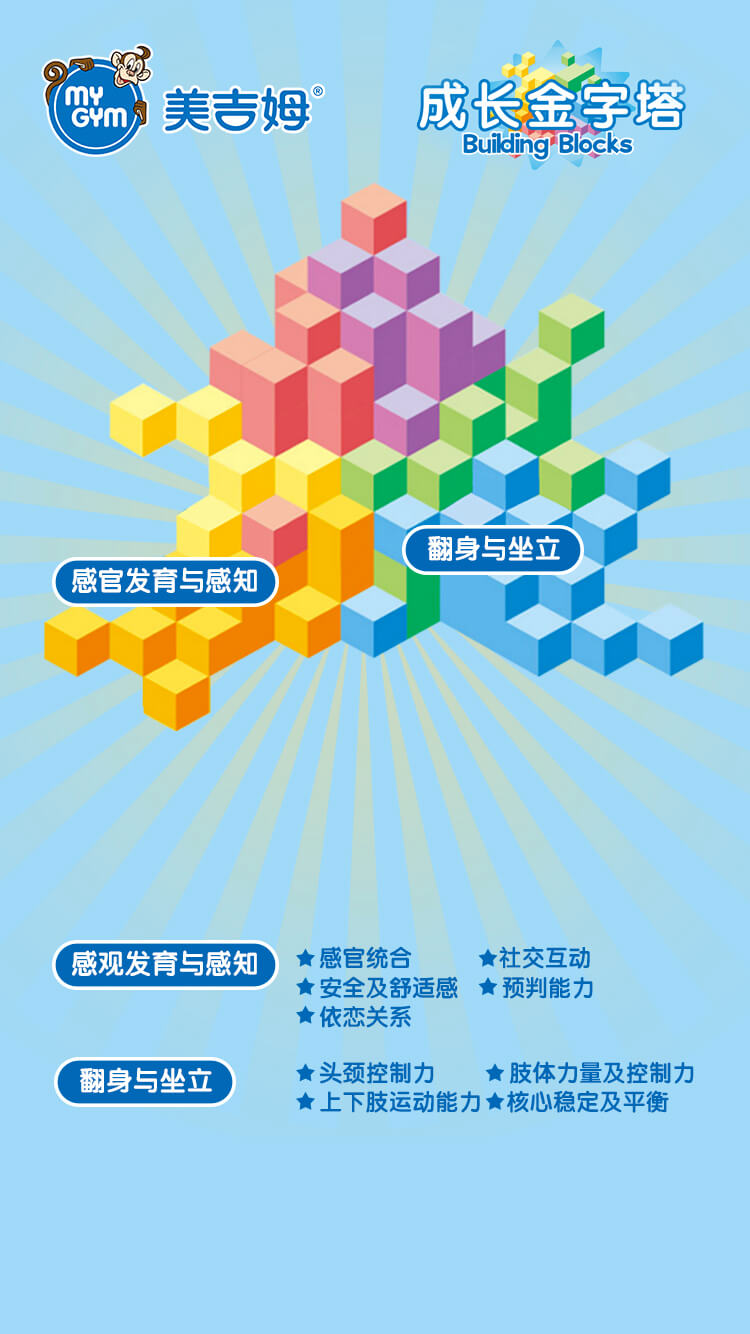 MY GYM
美吉姆®
成长金字塔
Building Blocks
翻身与坐立
感官发育与感知
感观发育与感知
★感官统合 ★社交互动
★安全及舒适感 ★预判能力
★依恋关系
翻身与坐立
★头颈控制力 ★肢体力量及控制力
★上下肢运动能力 ★核心稳定及平衡